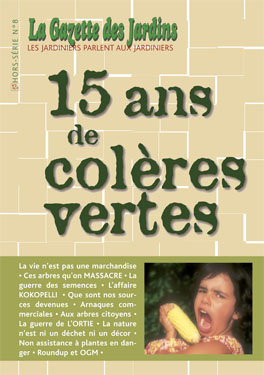 HORS-SÉRIE N°8
La Gazette des Jardins
LES JARDINIERS PARLENT AUX JARDINIERS
15 ans
de
colères
vertes
La vie n'est pas une marchandise
• Ces arbres qu'on MASSACRE • La
guerre des semences • L'affaire
KOKOPELLI • Que sont nos sour-
ces devenues • Arnaques com-
merciales • Aux arbres citoyens •
La guerre de L'ORTIE • La nature
n'est ni un déchet ni un décor •
Non assistance à plantes en dan-
ger • Roundup et OGM •